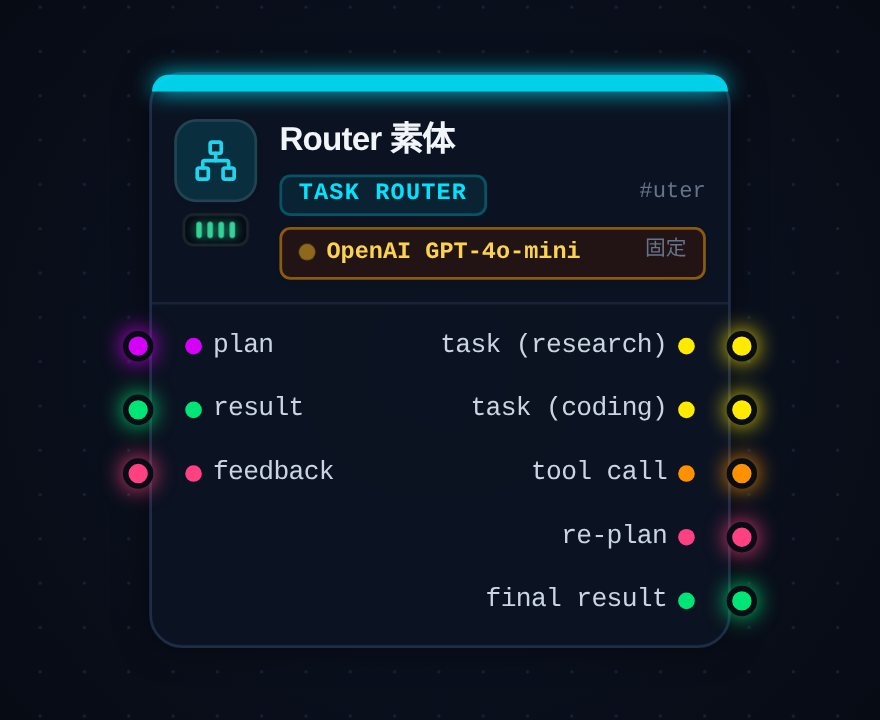 Router 素体
TASK ROUTER #uter
OpenAI GPT-4o-mini 固定
plan task (research)
result task (coding)
feedback tool call
re-plan
final result